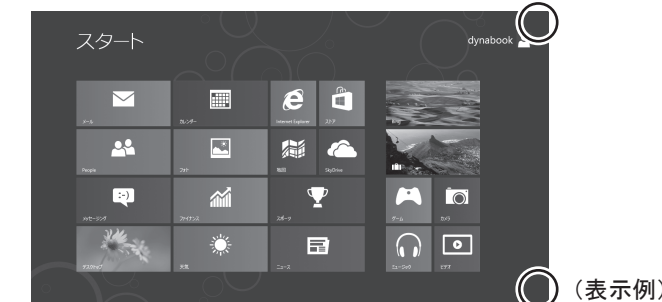 スタート
dynabook
メール
カレンダー
Internet Explorer
ストア
People
フォト
地図
SkyDrive
メッセージング
ファイナンス
スポーツ
ゲーム
カメラ
デスクトップ
天気
ニュース
ミュージック
ビデオ
(表示例)